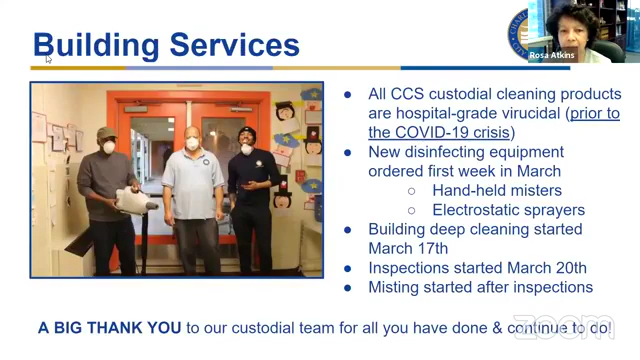 Building Services
Rosa Atkins
● All CCS custodial cleaning products
are hospital-grade virucidal (prior to
the COVID-19 crisis)
● New disinfecting equipment
ordered first week in March
○ Hand-held misters
○ Electrostatic sprayers
● Building deep cleaning started
March 17th
● Inspections started March 20th
● Misting started after inspections
A BIG THANK YOU to our custodial team for all you have done & continue to do!
zoom